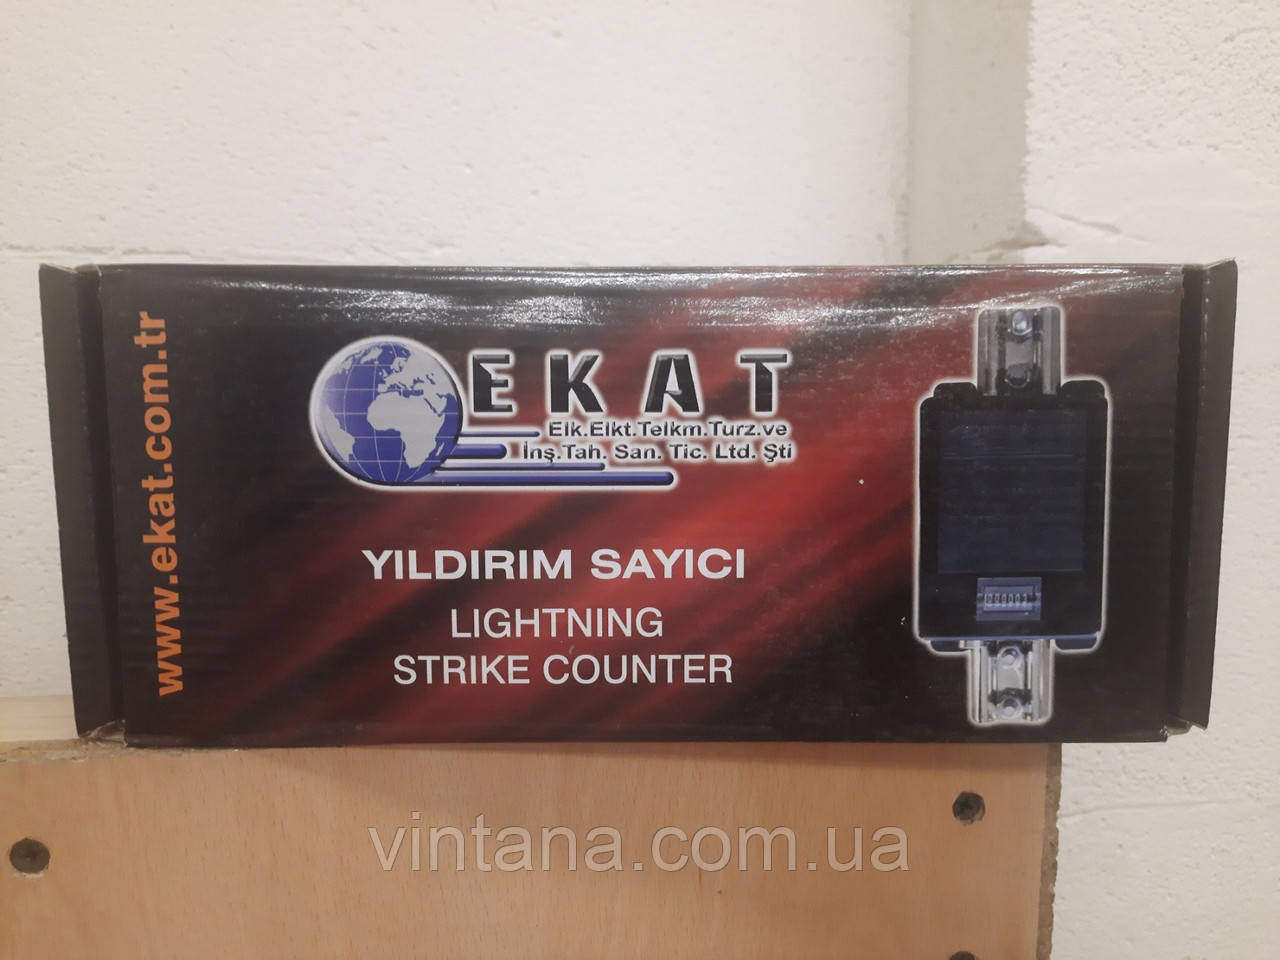 www.ekat.com.tr
EKAT
Elk.Elkt.Telkm.Turz.ve
İnş.Tah. San. Tic. Ltd. Şti
YILDIRIM SAYICI
LIGHTNING
STRIKE COUNTER
vintana.com.ua